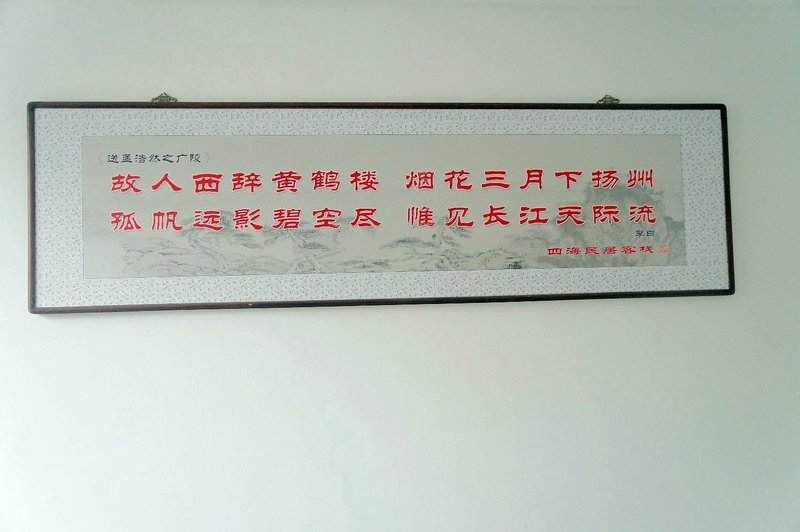 《送孟浩然之广陵》
故人西辞黄鹤楼 烟花三月下扬州
孤帆远影碧空尽 惟见长江天际流
李白
四海民居客栈